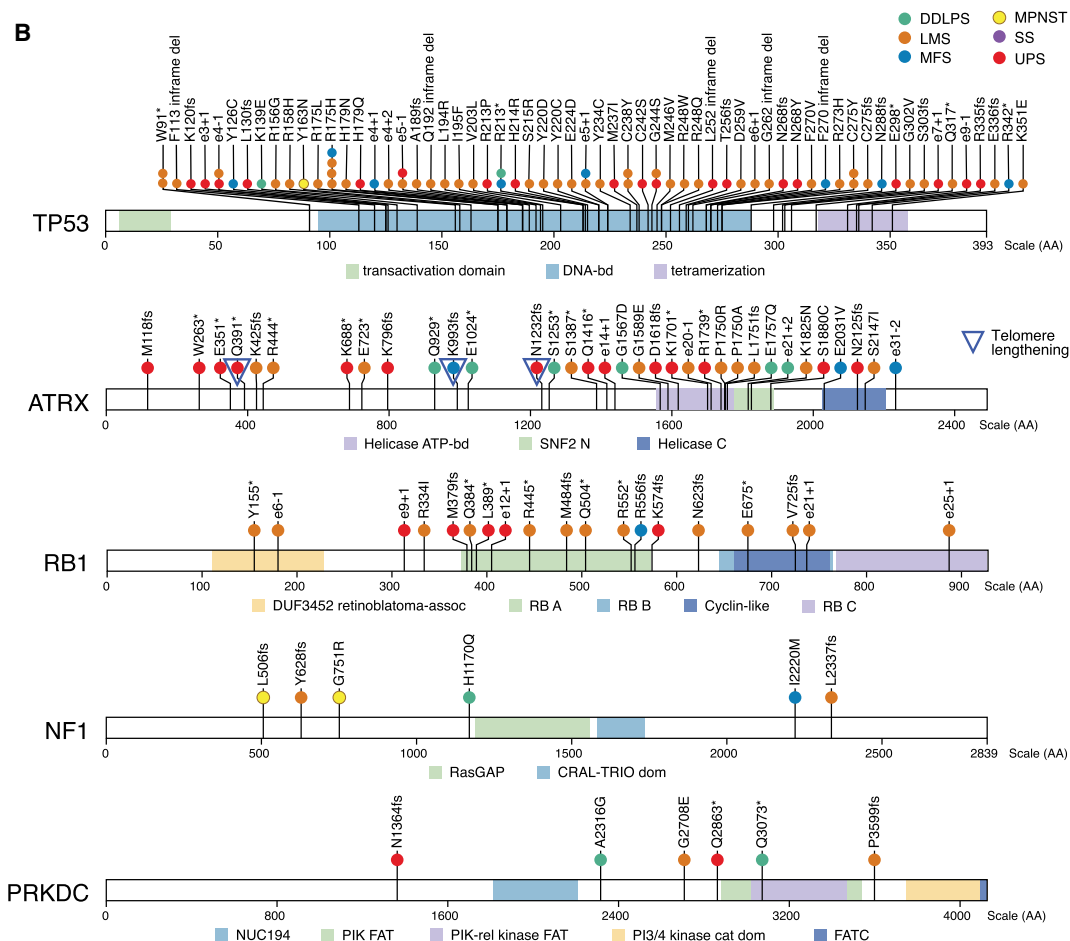 B
DDLPS
LMS
MFS
MPNST
SS
UPS
W91*
F113 inframe del
K120fs
e3+1
e4-1
Y126C
L130fs
K139E
R156G
R158H
Y163N
R175L
R175H
H179N
H179Q
e4+1
e4+2
e5-1
A189fs
Q192 inframe del
L194R
I195F
V203L
R213P
R213*
H214R
S215R
Y220D
Y220C
E224D
Y234C
e5+1
M237I
C238Y
C242S
G244S
M246V
R248W
R248Q
L252 inframe del
T256fs
D259V
e6+1
G262 inframe del
N268fs
N268Y
F270V
F270 inframe del
R273H
C275Y
C275fs
N288fs
E298*
G302V
S303fs
e7+1
Q317*
e9-1
R335fs
E336fs
R342*
K351E
TP53
0 50 100 150 200 250 300 350 393 Scale (AA)
transactivation domain DNA-bd tetramerization
M118fs
W263*
E351*
Q391*
K425fs
R444*
K688*
E723*
K796fs
Q929*
K993fs
E1024*
N1232fs
S1253*
S1387*
Q1416*
e14+1
G1567D
G1589E
D1618fs
K1701*
e20-1
R1739*
P1750R
P1750A
L1751fs
E1757Q
e21+2
K1825N
S1880C
E2031V
N2125fs
S2147I
e31-2
Telomere
lengthening
ATRX
0 400 800 1200 1600 2000 2400 Scale (AA)
Helicase ATP-bd SNF2 N Helicase C
Y155*
e6-1
e9+1
R334I
M379fs
Q384*
L389*
e12+1
R445*
M484fs
Q504*
R552*
R556fs
K574fs
N623fs
E675*
V725fs
e21+1
e25+1
RB1
0 100 200 300 400 500 600 700 800 900 Scale (AA)
DUF3452 retinoblatoma-assoc RB A RB B Cyclin-like RB C
L506fs
Y628fs
G751R
H1170Q
I2220M
L2337fs
NF1
0 500 1000 1500 2000 2500 2839 Scale (AA)
RasGAP CRAL-TRIO dom
N1364fs
A2316G
G2708E
Q2863*
Q3073*
P3599fs
PRKDC
0 800 1600 2400 3200 4000 Scale (AA)
NUC194 PIK FAT PIK-rel kinase FAT PI3/4 kinase cat dom FATC